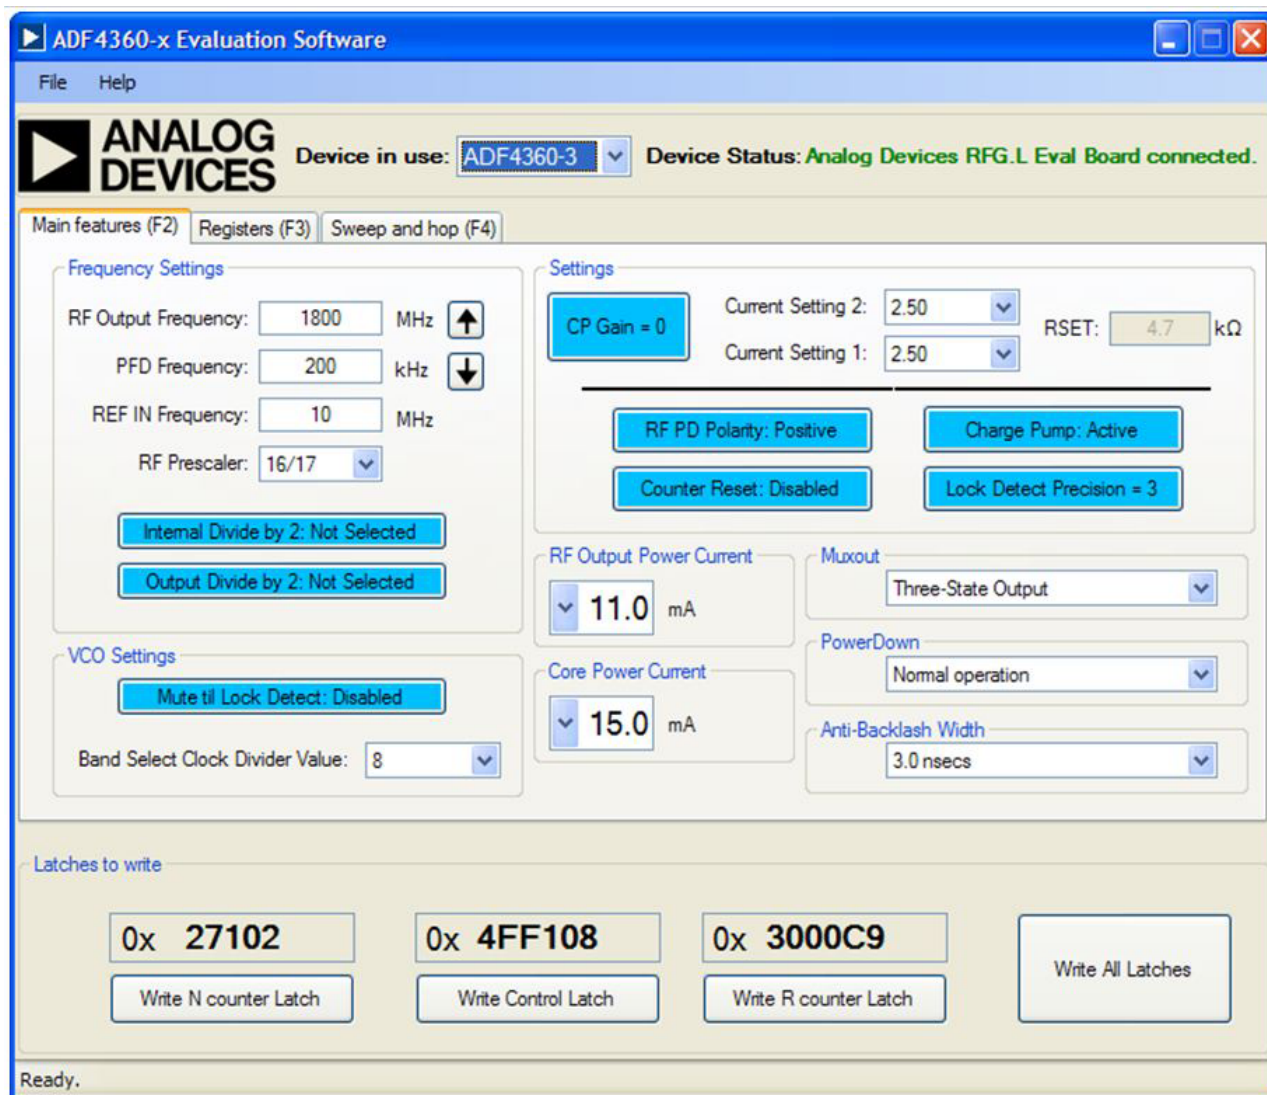 ADF4360-x Evaluation Software
File Help
ANALOG
DEVICES
Device in use: ADF4360-3 Device Status: Analog Devices RFG.L Eval Board connected.
Main features (F2) Registers (F3) Sweep and hop (F4)
Frequency Settings
RF Output Frequency: 1800 MHz
PFD Frequency: 200 kHz
REF IN Frequency: 10 MHz
RF Prescaler: 16/17
Internal Divide by 2: Not Selected
Output Divide by 2: Not Selected
VCO Settings
Mute til Lock Detect: Disabled
Band Select Clock Divider Value: 8
Settings
CP Gain = 0
Current Setting 2: 2.50
Current Setting 1: 2.50
RSET: 4.7 kΩ
RF PD Polarity: Positive
Charge Pump: Active
Counter Reset: Disabled
Lock Detect Precision = 3
RF Output Power Current
11.0 mA
Core Power Current
15.0 mA
Muxout
Three-State Output
PowerDown
Normal operation
Anti-Backlash Width
3.0 nsecs
Latches to write
0x 27102
0x 4FF108
0x 3000C9
Write N counter Latch
Write Control Latch
Write R counter Latch
Write All Latches
Ready.